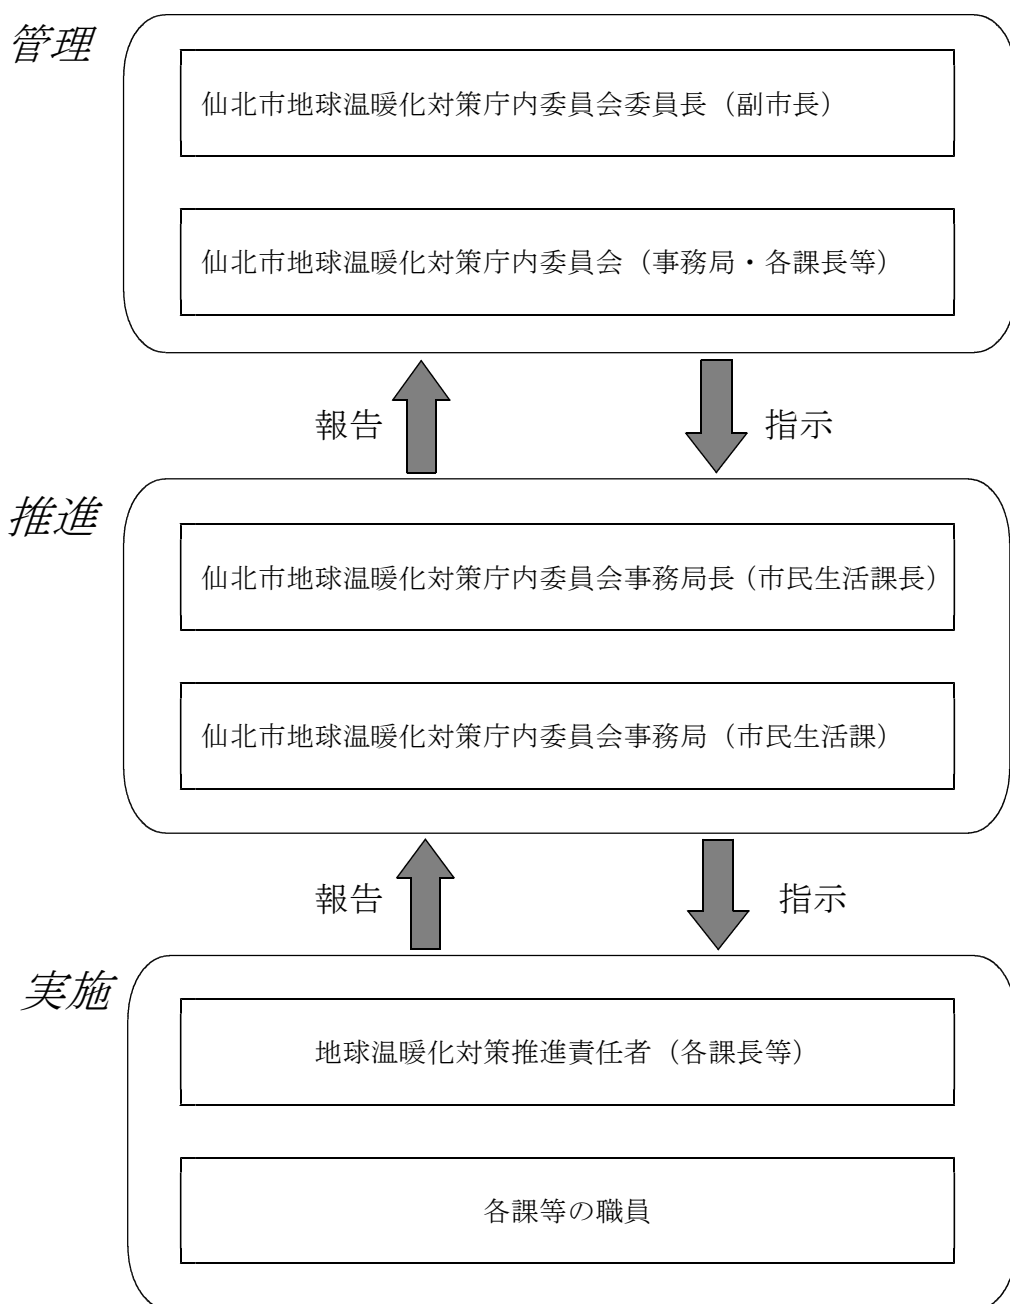 管理
仙北市地球温暖化対策庁内委員会委員長（副市長）
仙北市地球温暖化対策庁内委員会（事務局・各課長等）
報告
指示
推進
仙北市地球温暖化対策庁内委員会事務局長（市民生活課長）
仙北市地球温暖化対策庁内委員会事務局（市民生活課）
報告
指示
実施
地球温暖化対策推進責任者（各課長等）
各課等の職員